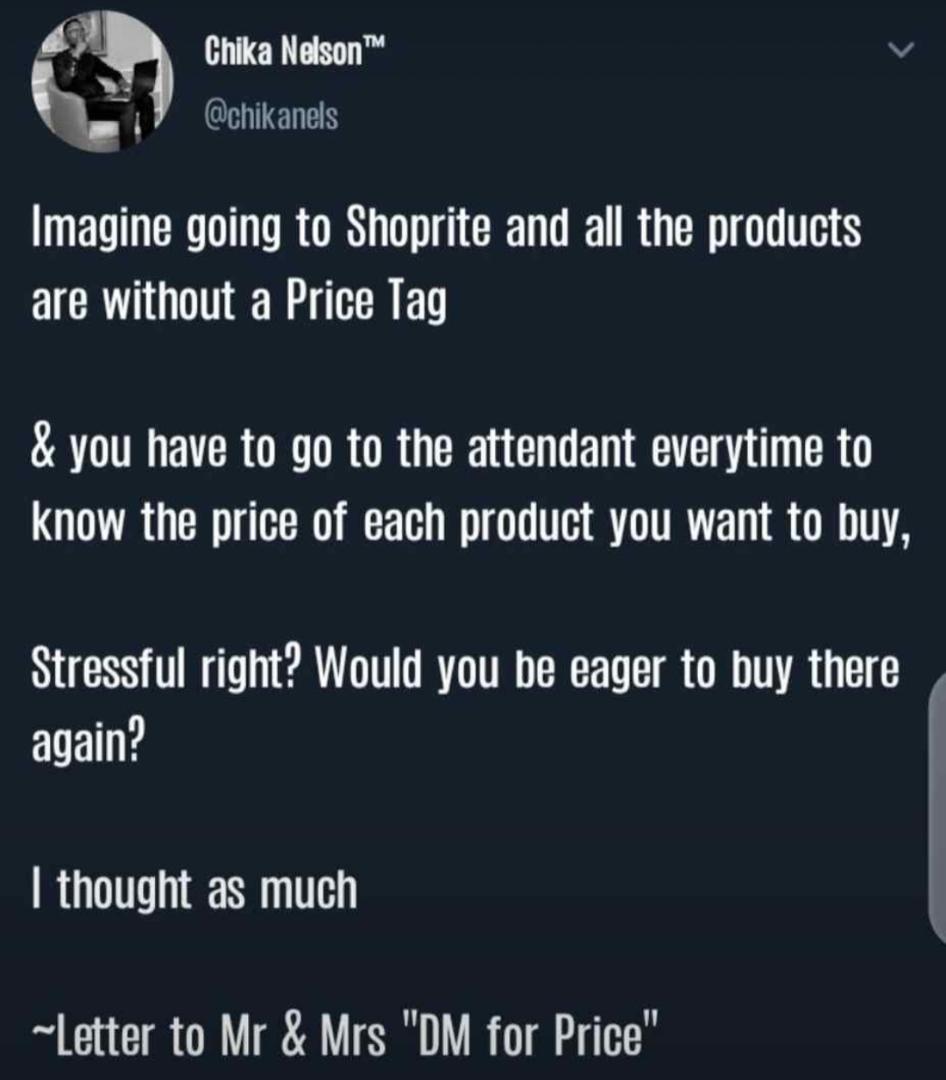 Chika Nelson™
@chikanels
Imagine going to Shoprite and all the products
are without a Price Tag
& you have to go to the attendant everytime to
know the price of each product you want to buy,
Stressful right? Would you be eager to buy there
again?
I thought as much
~Letter to Mr & Mrs "DM for Price"